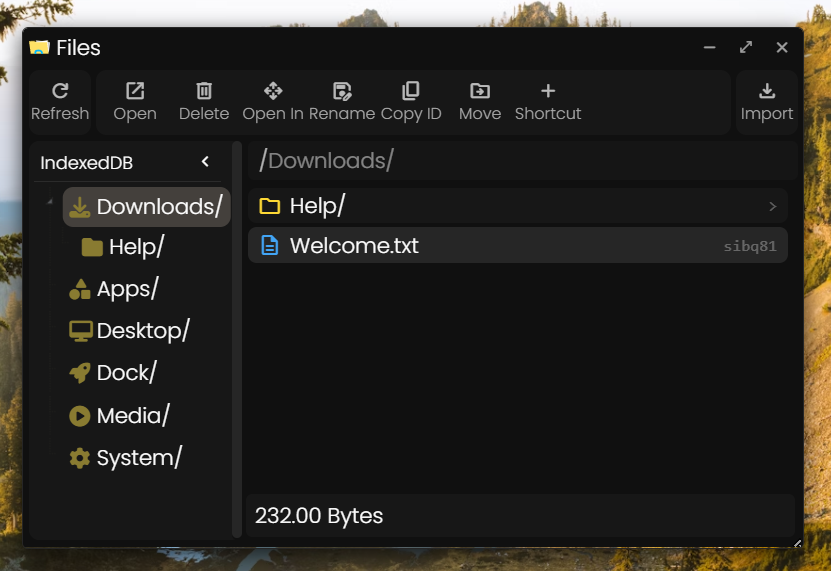 Files
Refresh Open Delete Open In Rename Copy ID Move Shortcut Import
IndexedDB
/Downloads/
Downloads/
Help/
Apps/
Desktop/
Dock/
Media/
System/
Help/
Welcome.txt sibq81
232.00 Bytes